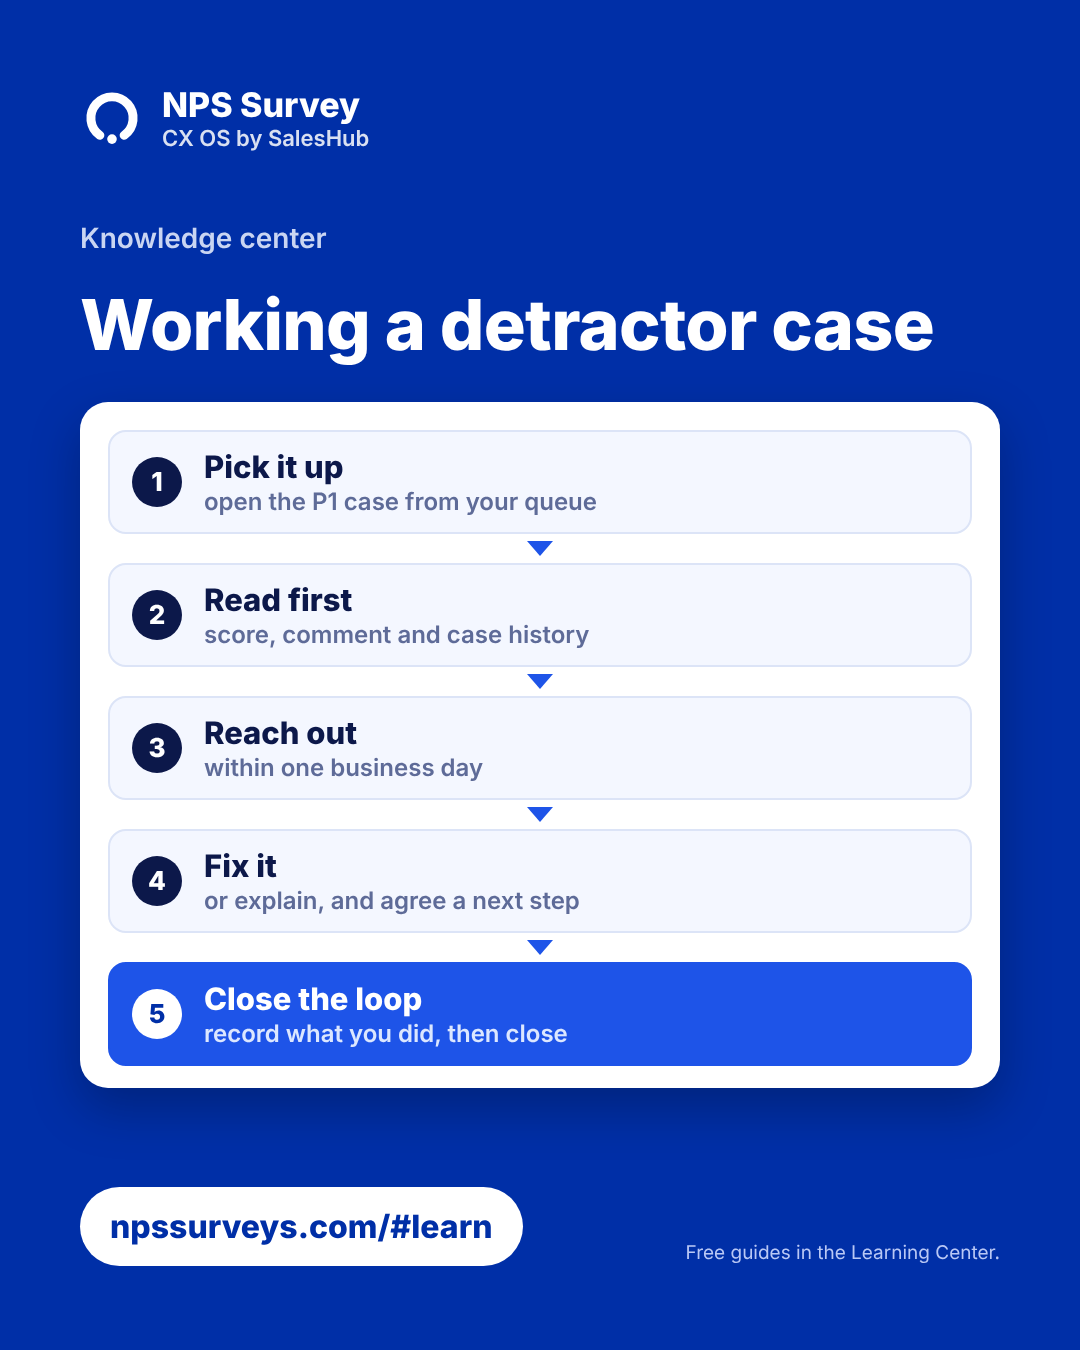 NPS Survey
CX OS by SalesHub
Knowledge center
Working a detractor case
1
Pick it up
open the P1 case from your queue
2
Read first
score, comment and case history
3
Reach out
within one business day
4
Fix it
or explain, and agree a next step
5
Close the loop
record what you did, then close
npssurveys.com/#learn
Free guides in the Learning Center.